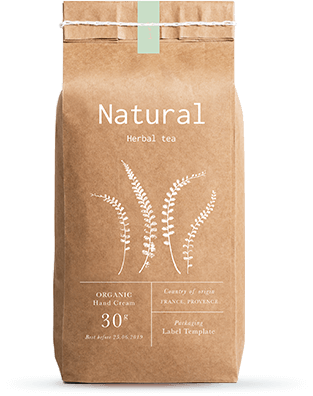 Natural
Herbal tea
ORGANIC
Hand Cream
30g
Best before 25.06.2019
Country of origin
FRANCE, PROVENCE
Packaging
Label Template